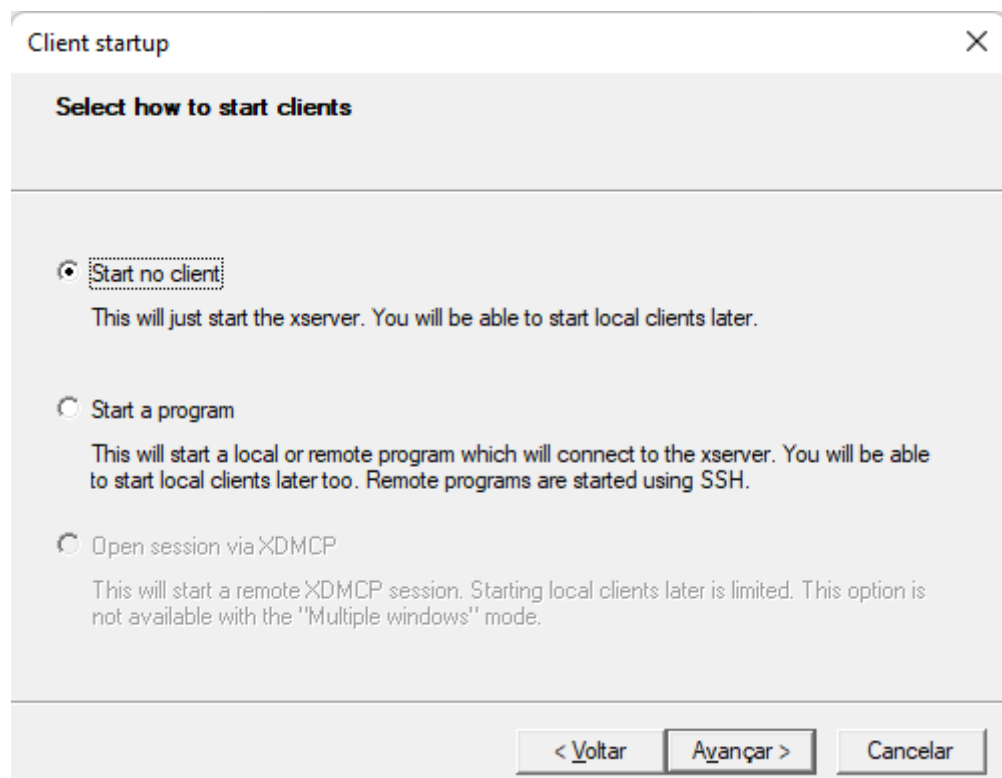 Client startup
Select how to start clients
Start no client
This will just start the xserver. You will be able to start local clients later.
Start a program
This will start a local or remote program which will connect to the xserver. You will be able
to start local clients later too. Remote programs are started using SSH.
Open session via XDMCP
This will start a remote XDMCP session. Starting local clients later is limited. This option is
not available with the "Multiple windows" mode.
< Voltar
Avançar >
Cancelar